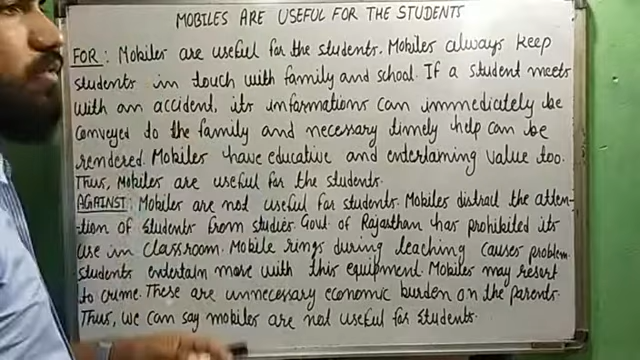 MOBILES ARE USEFUL FOR THE STUDENTS
FOR: Mobiles are useful for the students. Mobiles always keep
students in touch with family and school. If a student meets
with an accident, its informations can immediately be
conveyed to the family and necessary timely help can be
rendered. Mobiles have educative and entertaining value too.
Thus, Mobiles are useful for the students.
AGAINST: Mobiles are not useful for students. Mobiles distract the atten-
-tion of students from studies. Govt. of Rajasthan has prohibited its
use in classroom. Mobile rings during teaching causes problem.
students entertain more with this equipment. Mobiles may resort
to crime. These are unnecessary economic burden on the parents.
Thus, we can say mobiles are not useful for students.